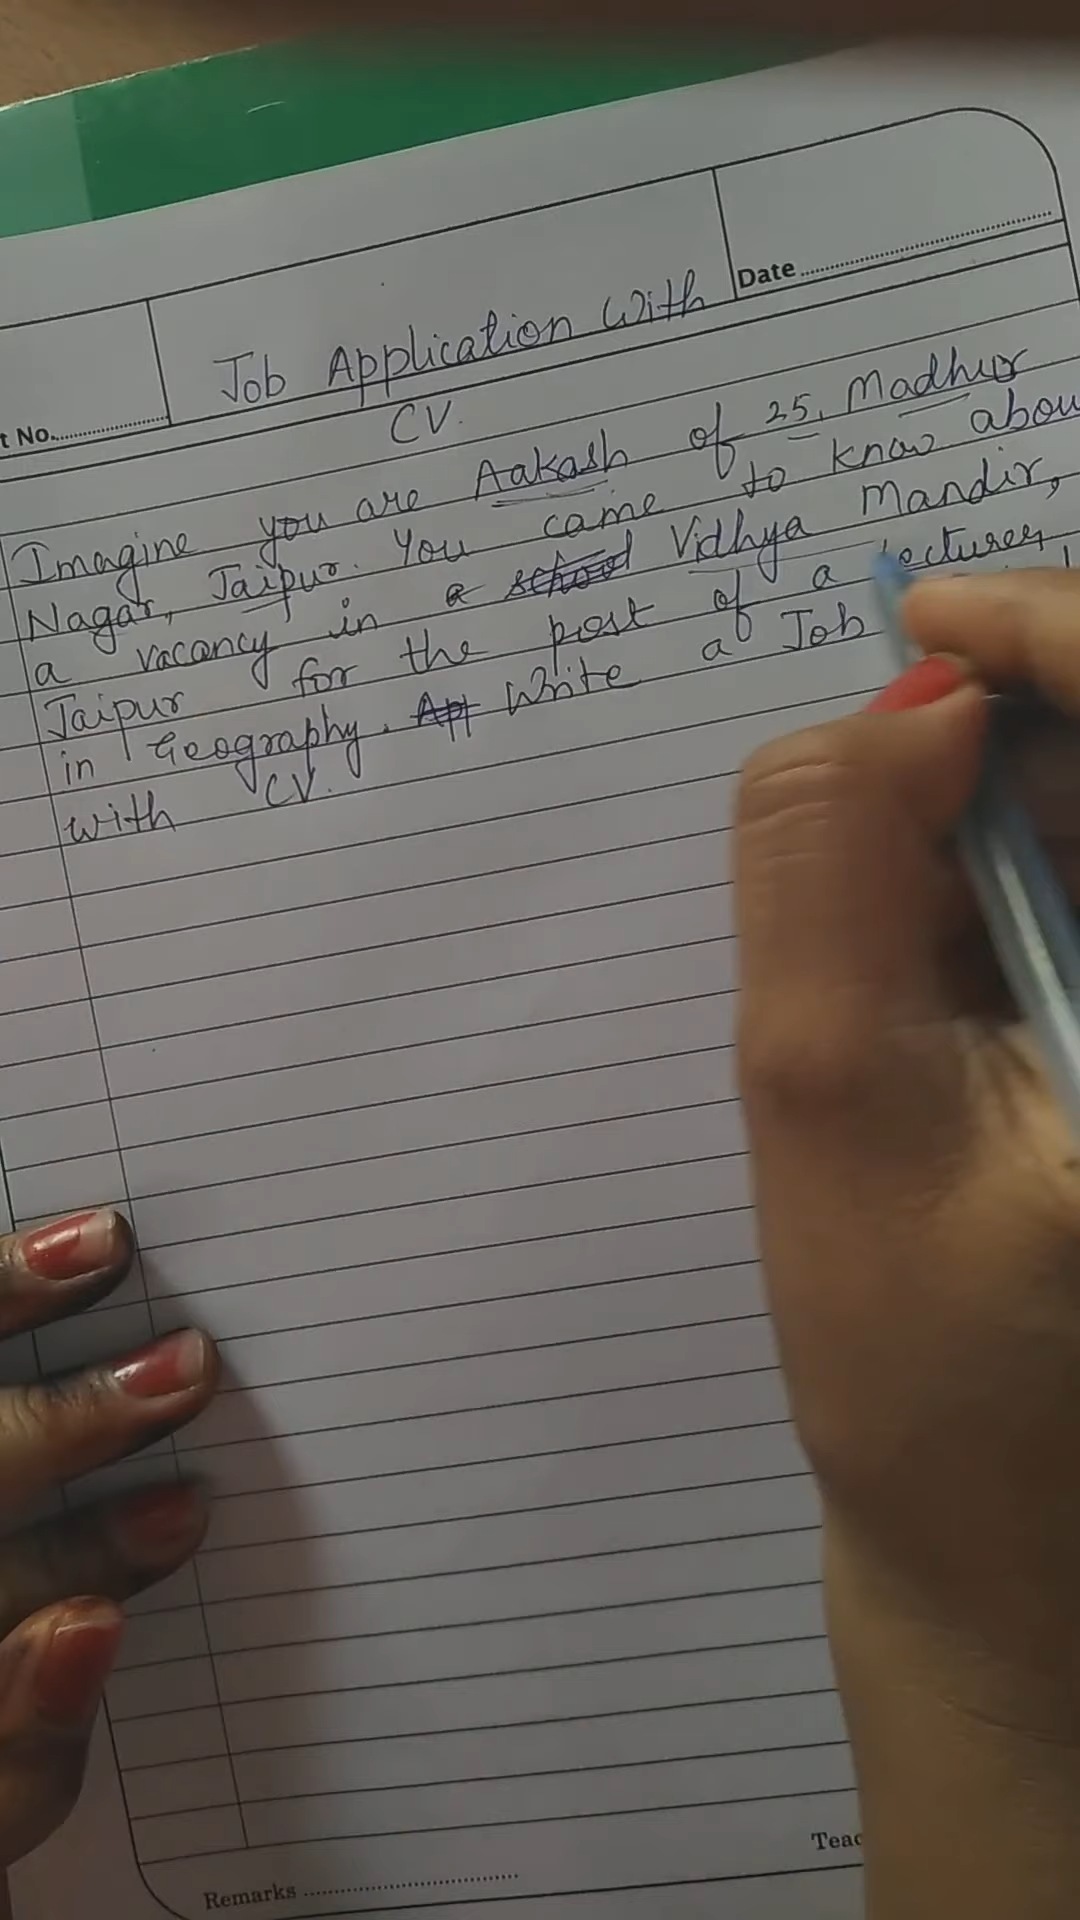 Date
Job Application With
t No.
CV.
Imagine you are Aakash of 25, Madhur
Nagar, Jaipur. You came to know abou
a vacancy in a school Vidhya Mandir,
Jaipur for the post of a Lecturer
in Geography. App Write a Job
with CV.
Remarks
Teac